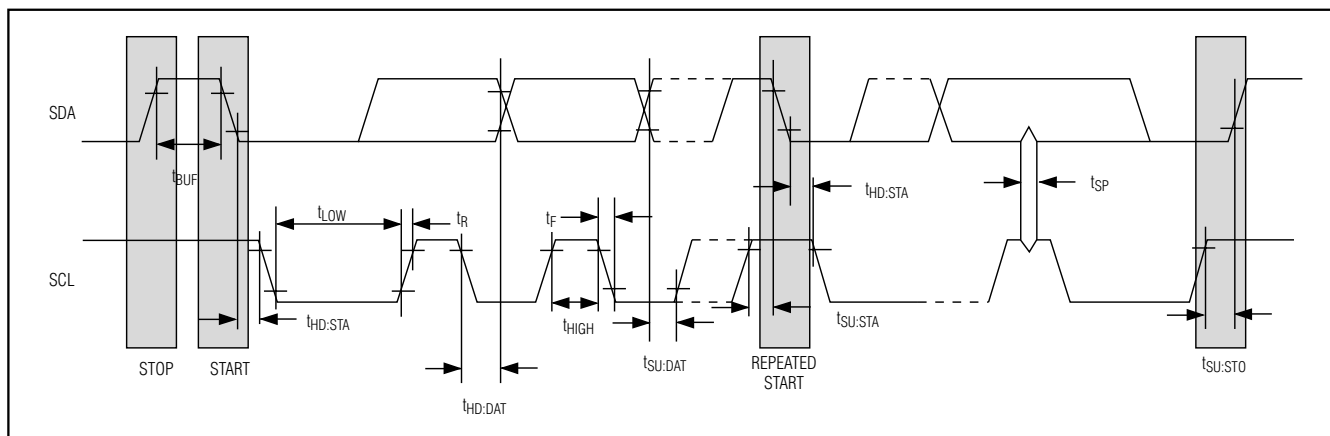 SDA
tBUF
tHD:STA
tSP
tLOW
tR
tF
SCL
tHD:STA
tHIGH
tSU:STA
tSU:DAT
STOP
START
REPEATED
START
tSU:STO
tHD:DAT